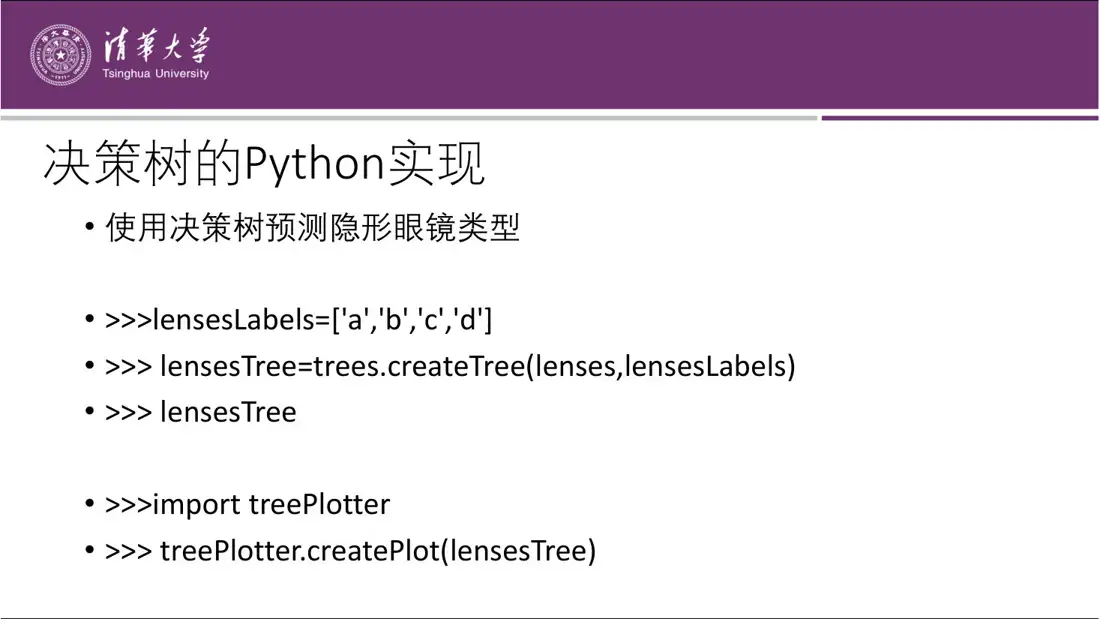 清华大学
Tsinghua University
决策树的Python实现
• 使用决策树预测隐形眼镜类型
• >>>lensesLabels=['a','b','c','d']
• >>> lensesTree=trees.createTree(lenses,lensesLabels)
• >>> lensesTree
• >>>import treePlotter
• >>> treePlotter.createPlot(lensesTree)